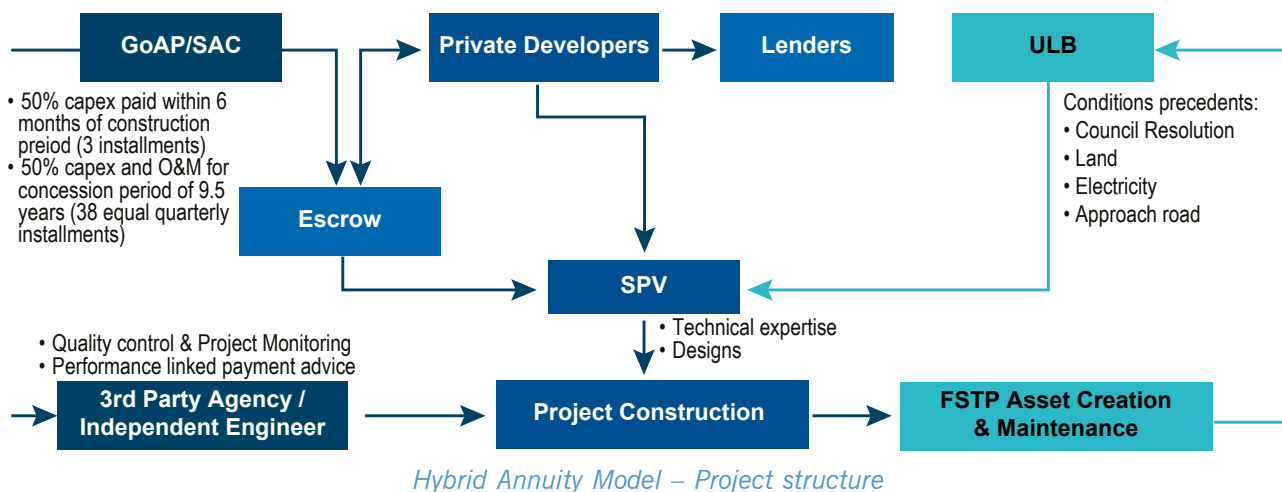 GoAP/SAC
Private Developers
Lenders
ULB
• 50% capex paid within 6
months of construction
preiod (3 installments)
• 50% capex and O&M for
concession period of 9.5
years (38 equal quarterly
installments)
Conditions precedents:
• Council Resolution
• Land
• Electricity
• Approach road
Escrow
SPV
• Technical expertise
• Designs
• Quality control & Project Monitoring
• Performance linked payment advice
3rd Party Agency /
Independent Engineer
Project Construction
FSTP Asset Creation
& Maintenance
Hybrid Annuity Model – Project structure